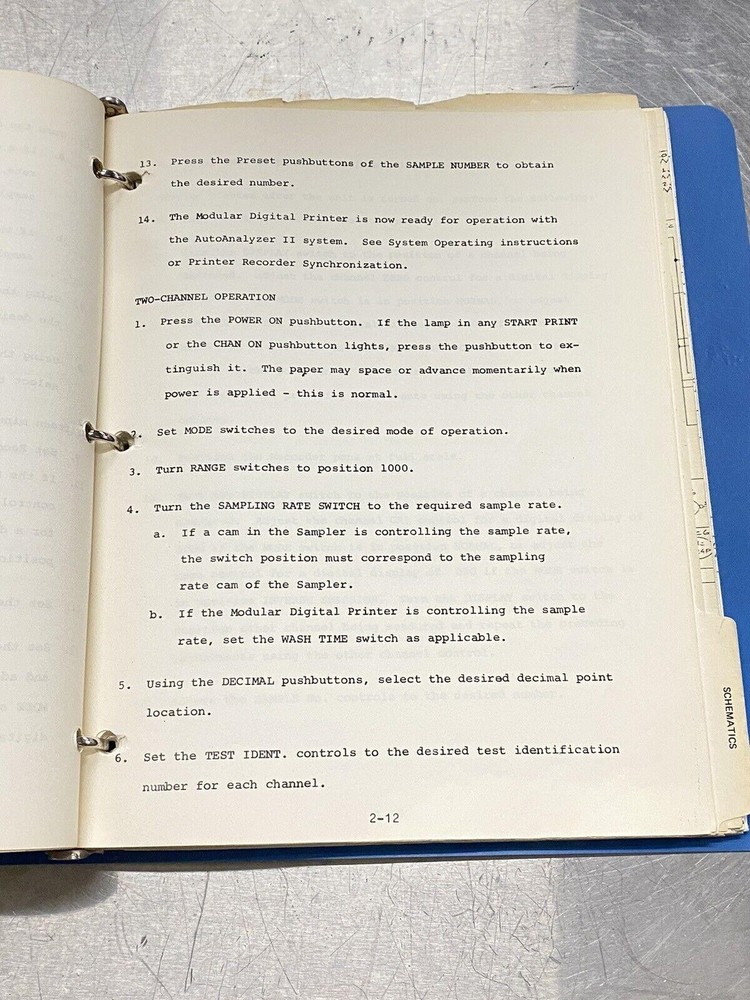 13. Press the Preset pushbuttons of the SAMPLE NUMBER to obtain
the desired number.
14. The Modular Digital Printer is now ready for operation with
the AutoAnalyzer II system. See System Operating instructions
or Printer Recorder Synchronization.
TWO-CHANNEL OPERATION
1. Press the POWER ON pushbutton. If the lamp in any START PRINT
or the CHAN ON pushbutton lights, press the pushbutton to ex-
tinguish it. The paper may space or advance momentarily when
power is applied - this is normal.
2. Set MODE switches to the desired mode of operation.
3. Turn RANGE switches to position 1000.
4. Turn the SAMPLING RATE SWITCH to the required sample rate.
a. If a cam in the Sampler is controlling the sample rate,
the switch position must correspond to the sampling
rate cam of the Sampler.
b. If the Modular Digital Printer is controlling the sample
rate, set the WASH TIME switch as applicable.
5. Using the DECIMAL pushbuttons, select the desired decimal point
location.
6. Set the TEST IDENT. controls to the desired test identification
number for each channel.
2-12
SCHEMATICS